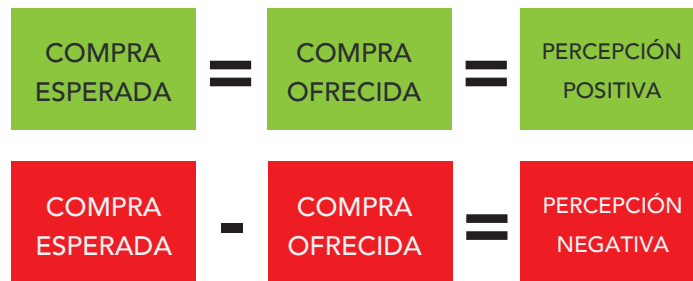 COMPRA
ESPERADA
=
COMPRA
OFRECIDA
=
PERCEPCIÓN
POSITIVA
COMPRA
ESPERADA
-
COMPRA
OFRECIDA
=
PERCEPCIÓN
NEGATIVA